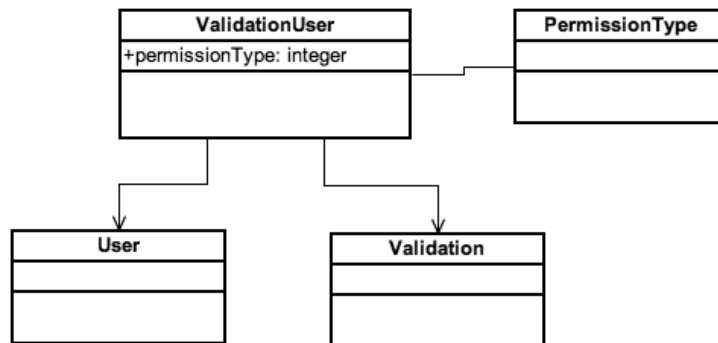 ValidationUser
+permissionType: integer
PermissionType
User
Validation